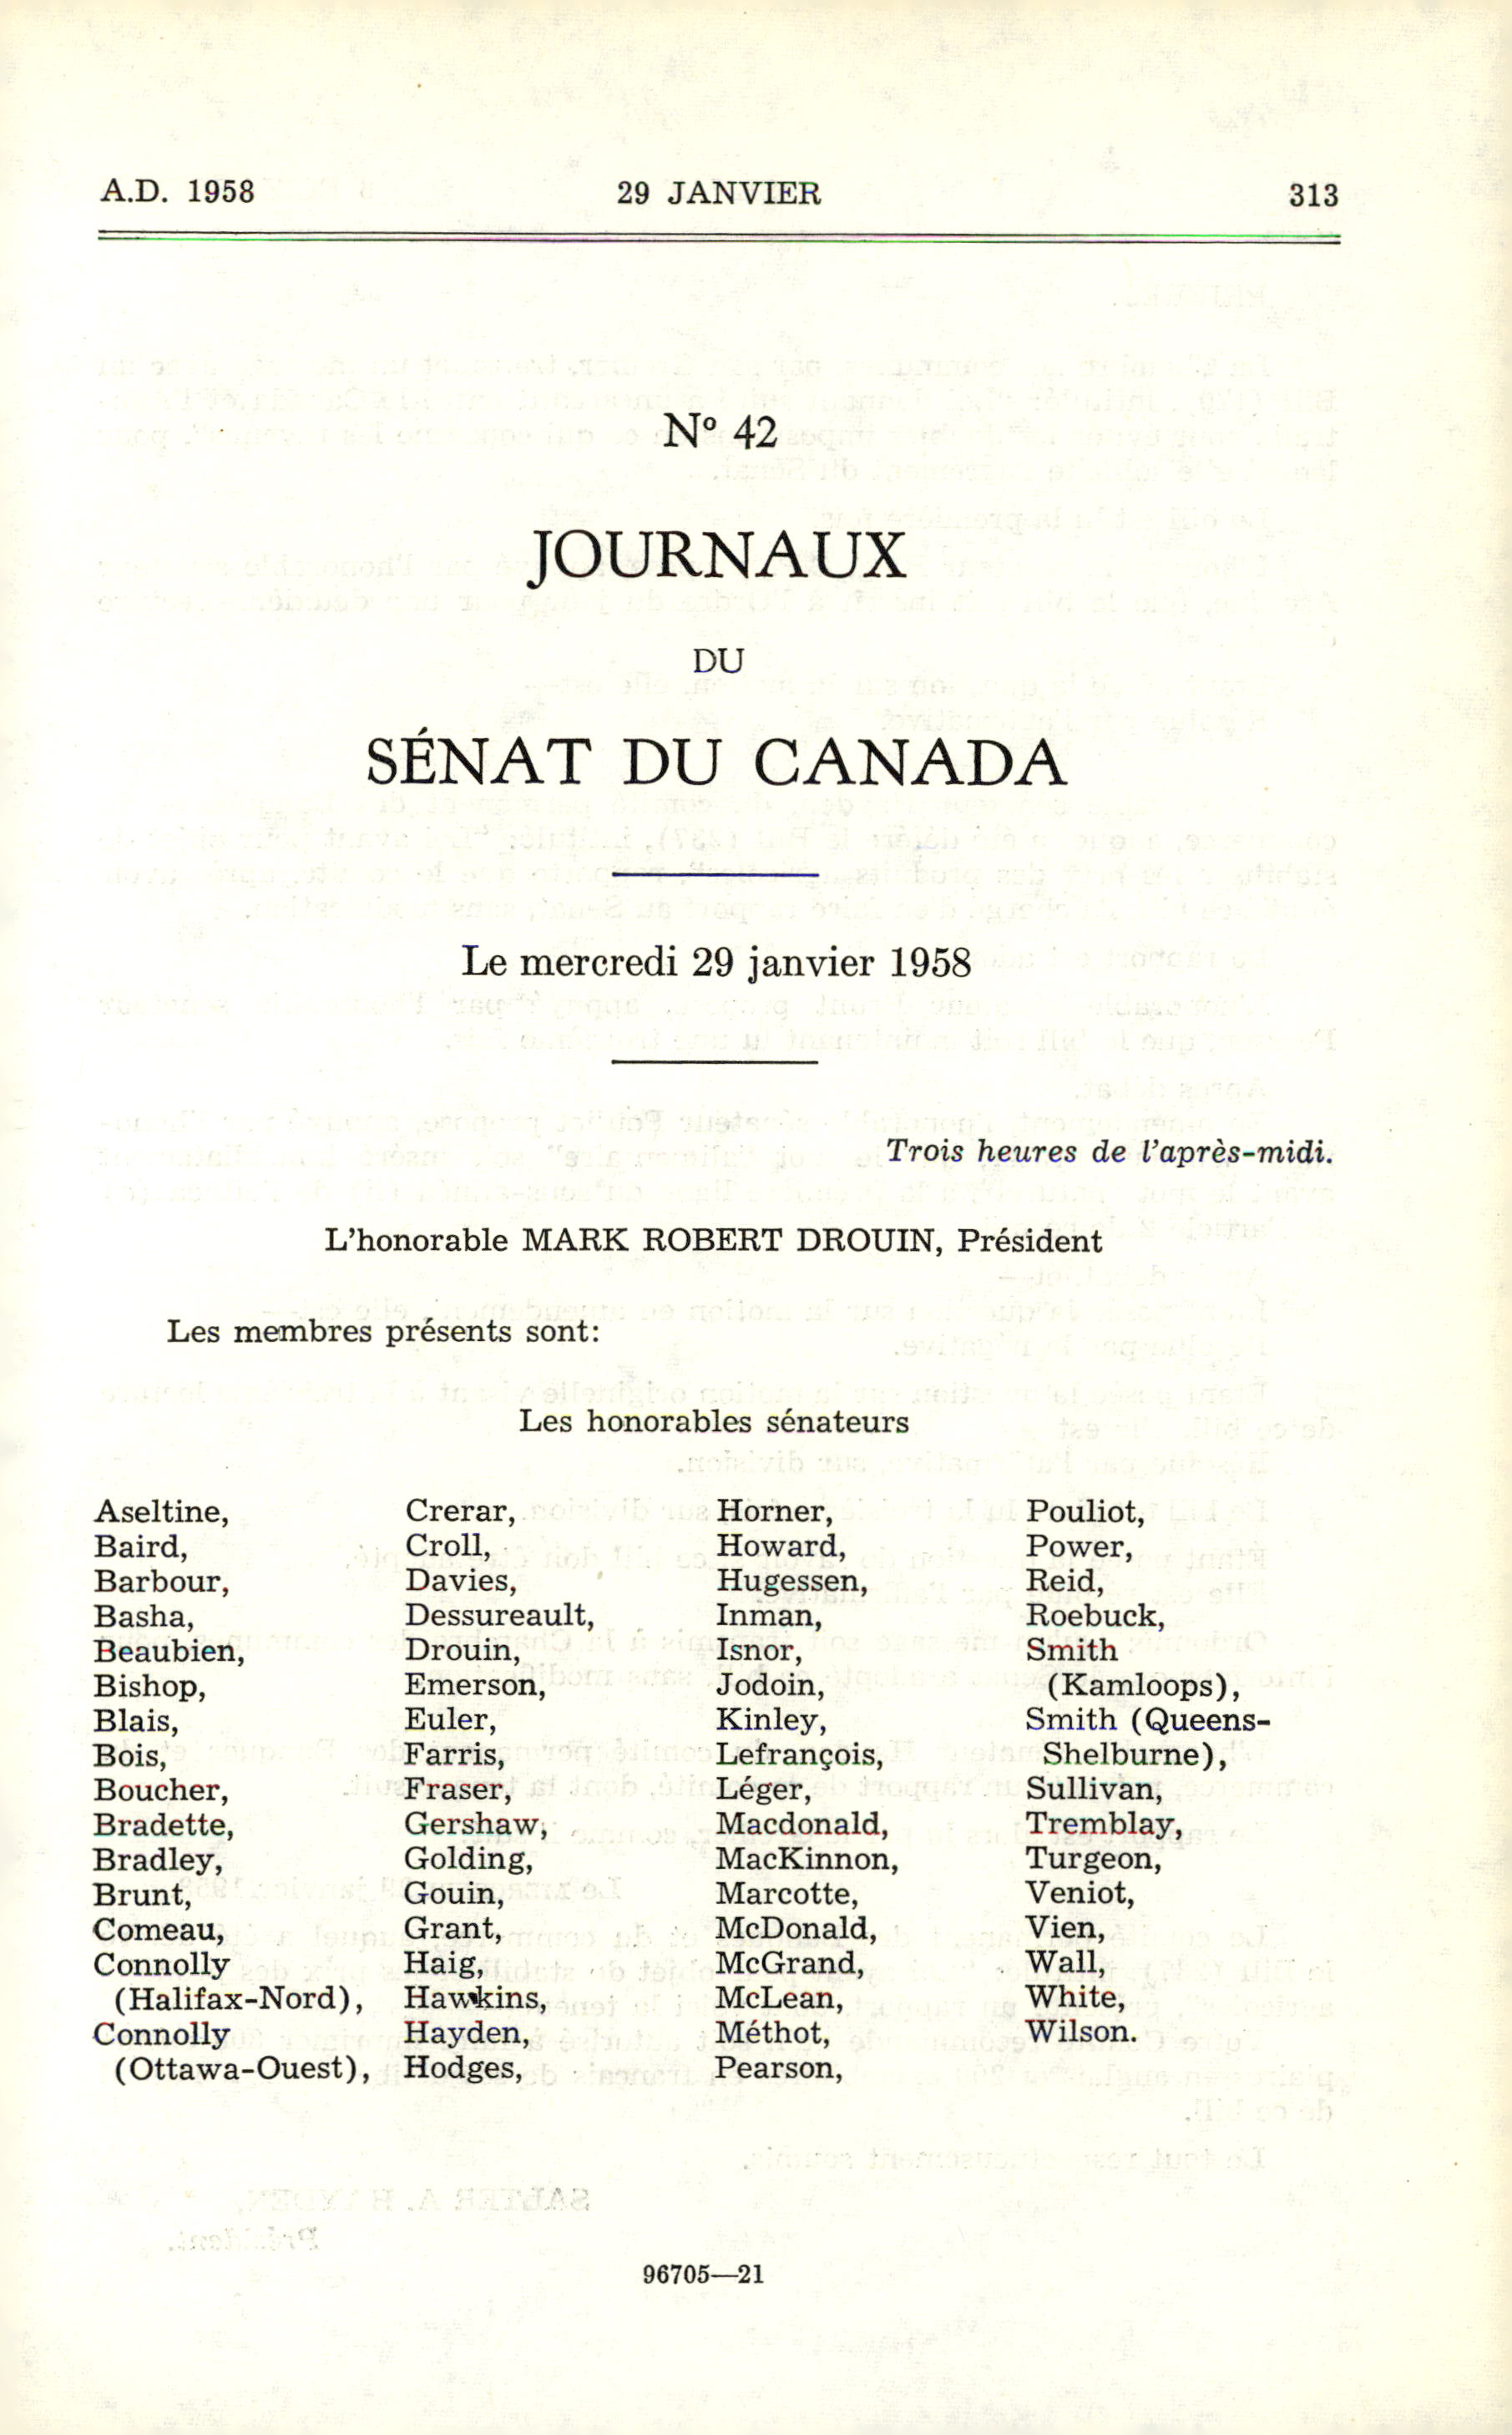 A.D. 1958 29 JANVIER 313
Nº 42
JOURNAUX
DU
SÉNAT DU CANADA
Le mercredi 29 janvier 1958
Trois heures de l'après-midi.
L'honorable MARK ROBERT DROUIN, Président
Les membres présents sont:
Les honorables sénateurs
Aseltine,
Baird,
Barbour,
Basha,
Beaubien,
Bishop,
Blais,
Bois,
Boucher,
Bradette,
Bradley,
Brunt,
Comeau,
Connolly
(Halifax-Nord),
Connolly
(Ottawa-Ouest),
Crerar,
Croll,
Davies,
Dessureault,
Drouin,
Emerson,
Euler,
Farris,
Fraser,
Gershaw,
Golding,
Gouin,
Grant,
Haig,
Hawkins,
Hayden,
Hodges,
Horner,
Howard,
Hugessen,
Inman,
Isnor,
Jodoin,
Kinley,
Lefrançois,
Léger,
Macdonald,
MacKinnon,
Marcotte,
McDonald,
McGrand,
McLean,
Méthot,
Pearson,
Pouliot,
Power,
Reid,
Roebuck,
Smith
(Kamloops),
Smith (Queens-
Shelburne),
Sullivan,
Tremblay,
Turgeon,
Veniot,
Vien,
Wall,
White,
Wilson.
96705—21